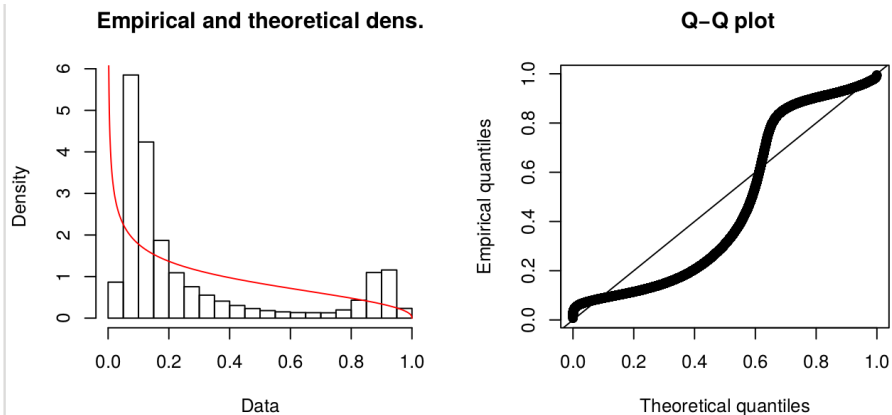 Empirical and theoretical dens.
Density
0 1 2 3 4 5 6
0.0 0.2 0.4 0.6 0.8 1.0
Data
Q−Q plot
Empirical quantiles
0.0 0.2 0.4 0.6 0.8 1.0
0.0 0.2 0.4 0.6 0.8 1.0
Theoretical quantiles